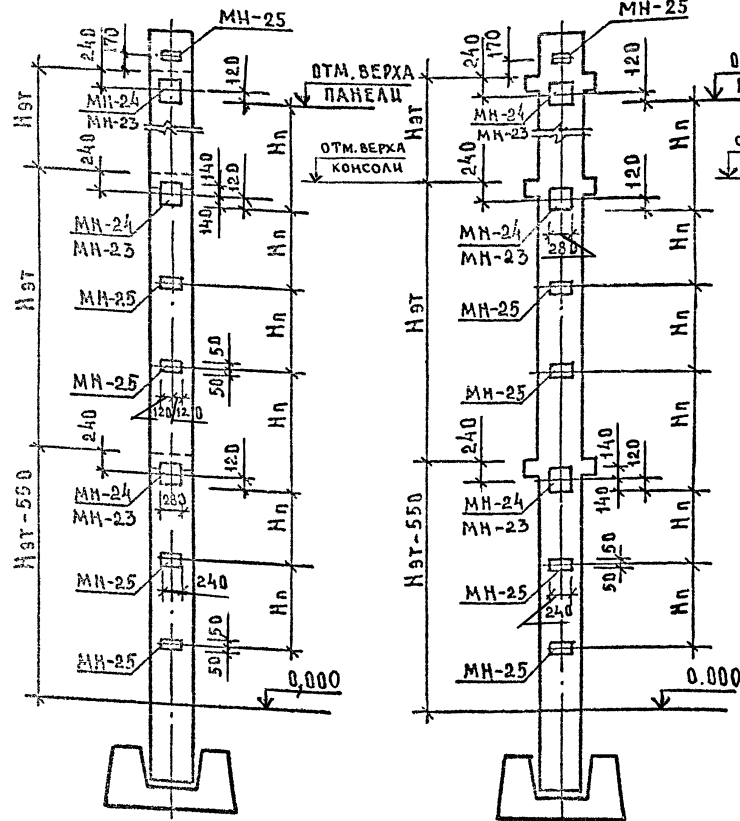 МН-25
240
170
120
ОТМ. ВЕРХА
ПАНЕЛИ
МН-24
МН-23
Нэт
Нп
240
ОТМ. ВЕРХА
КОНСОЛИ
140
120
140
МН-24
МН-23
Нп
Нэт
МН-25
Нп
МН-25
50
50
120
120
Нп
240
120
МН-24
МН-23
280
Нп
Нэт-550
МН-25
240
Нп
МН-25
50
50
0,000
МН-25
240
170
120
МН-24
МН-23
Нэт
Нп
240
120
МН-24
МН-23
280
Нп
МН-25
Нэт
Нп
МН-25
Нп
240
140
120
140
МН-24
МН-23
Нп
Нэт-550
МН-25
50
50
240
Нп
МН-25
0.000